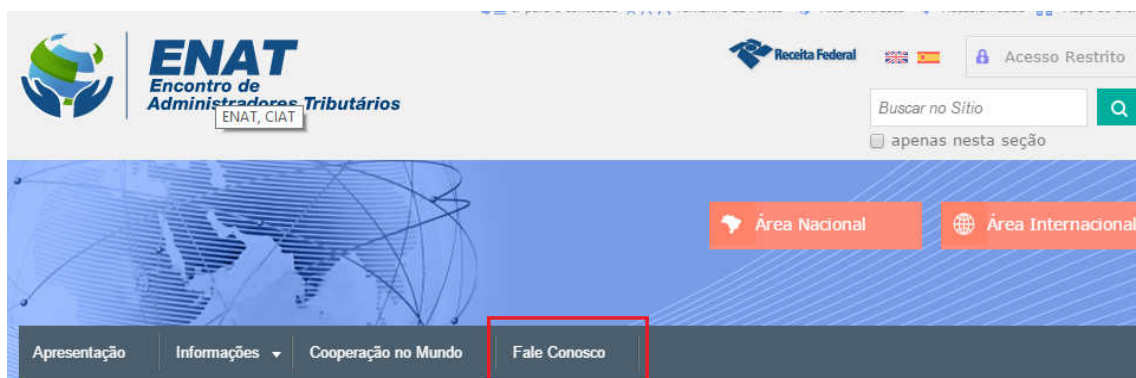 ENAT
Encontro de
Administradores Tributários
ENAT, CIAT
Receita Federal
Acesso Restrito
Buscar no Sítio
apenas nesta seção
Área Nacional
Área Internacional
Apresentação
Informações
Cooperação no Mundo
Fale Conosco